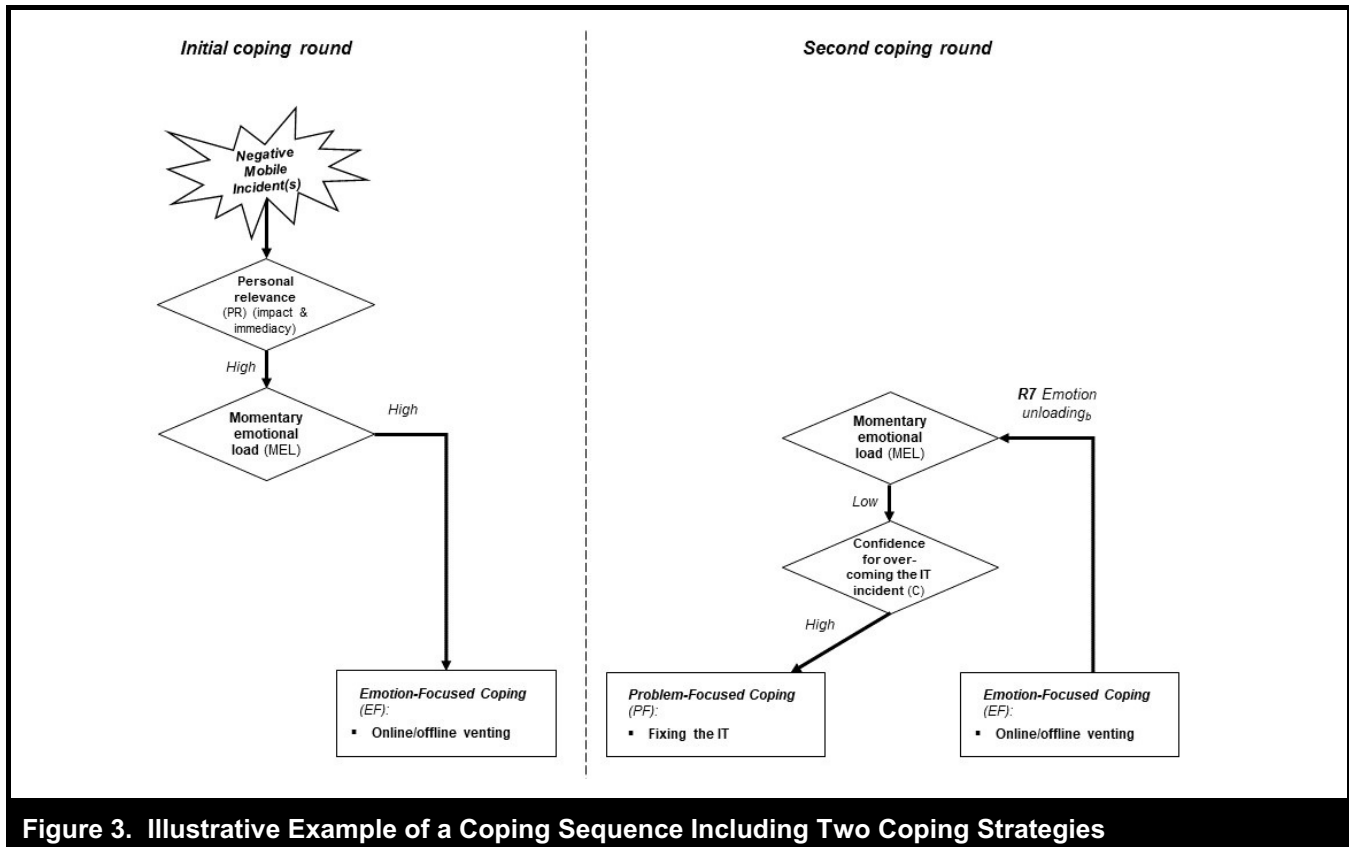 Initial coping round
Negative
Mobile
Incident(s)
Personal
relevance
(PR) (impact &
immediacy)
High
Momentary
emotional
load (MEL)
High
Emotion-Focused Coping
(EF):
▪ Online/offline venting
Second coping round
R7 Emotion
unloadingb
Momentary
emotional
load (MEL)
Low
Confidence
for over-
coming the IT
incident (C)
High
Problem-Focused Coping
(PF):
▪ Fixing the IT
Emotion-Focused Coping
(EF):
▪ Online/offline venting
Figure 3. Illustrative Example of a Coping Sequence Including Two Coping Strategies